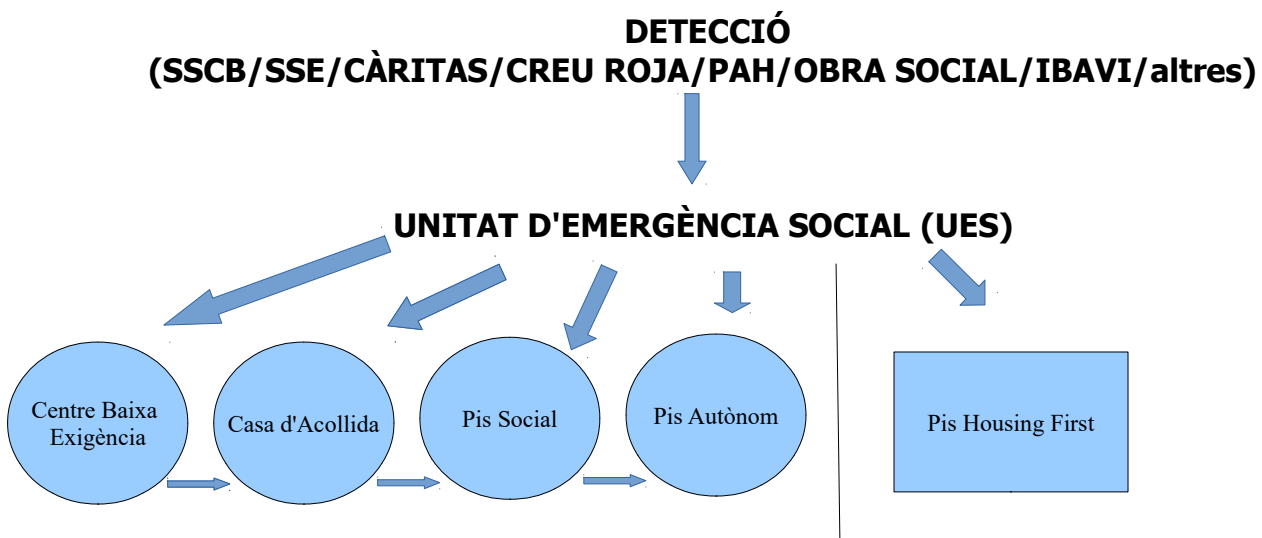 DETECCIÓ
(SSCB/SSE/CÀRITAS/CREU ROJA/PAH/OBRA SOCIAL/IBAVI/altres)
UNITAT D'EMERGÈNCIA SOCIAL (UES)
Centre Baixa
Exigència
Casa d'Acollida
Pis Social
Pis Autònom
Pis Housing First